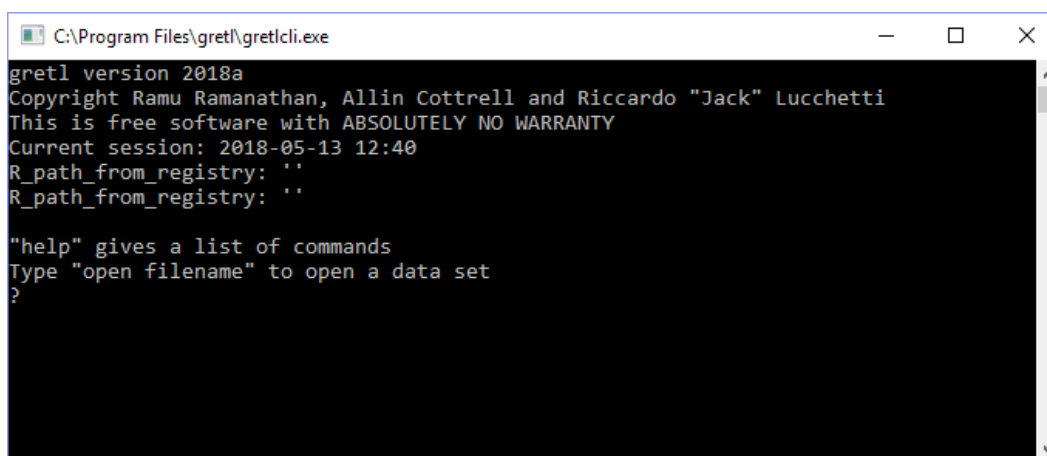 C:\Program Files\gretl\gretlcli.exe
gretl version 2018a
Copyright Ramu Ramanathan, Allin Cottrell and Riccardo "Jack" Lucchetti
This is free software with ABSOLUTELY NO WARRANTY
Current session: 2018-05-13 12:40
R_path_from_registry: ''
R_path_from_registry: ''
"help" gives a list of commands
Type "open filename" to open a data set
?